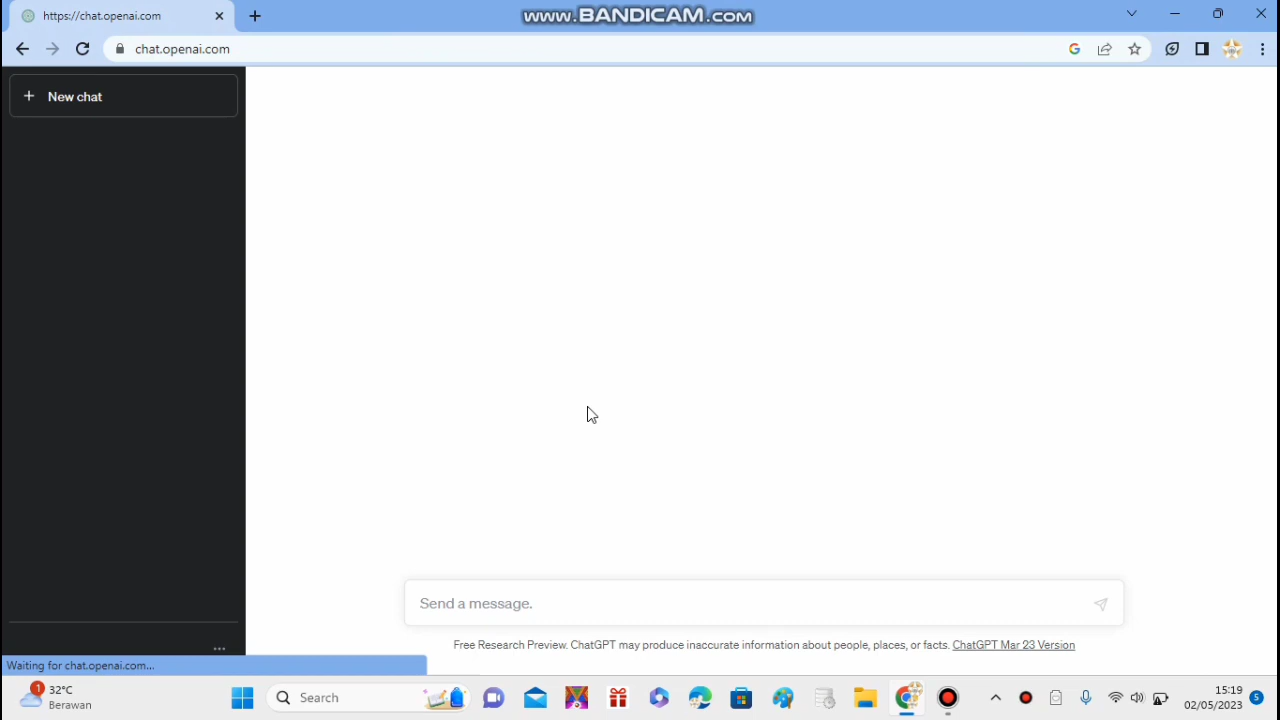 https://chat.openai.com
www.BANDICAM.com
chat.openai.com
New chat
Send a message.
Free Research Preview. ChatGPT may produce inaccurate information about people, places, or facts. ChatGPT Mar 23 Version
Waiting for chat.openai.com...
1
32°C
Berawan
Search
15:19
02/05/2023
5